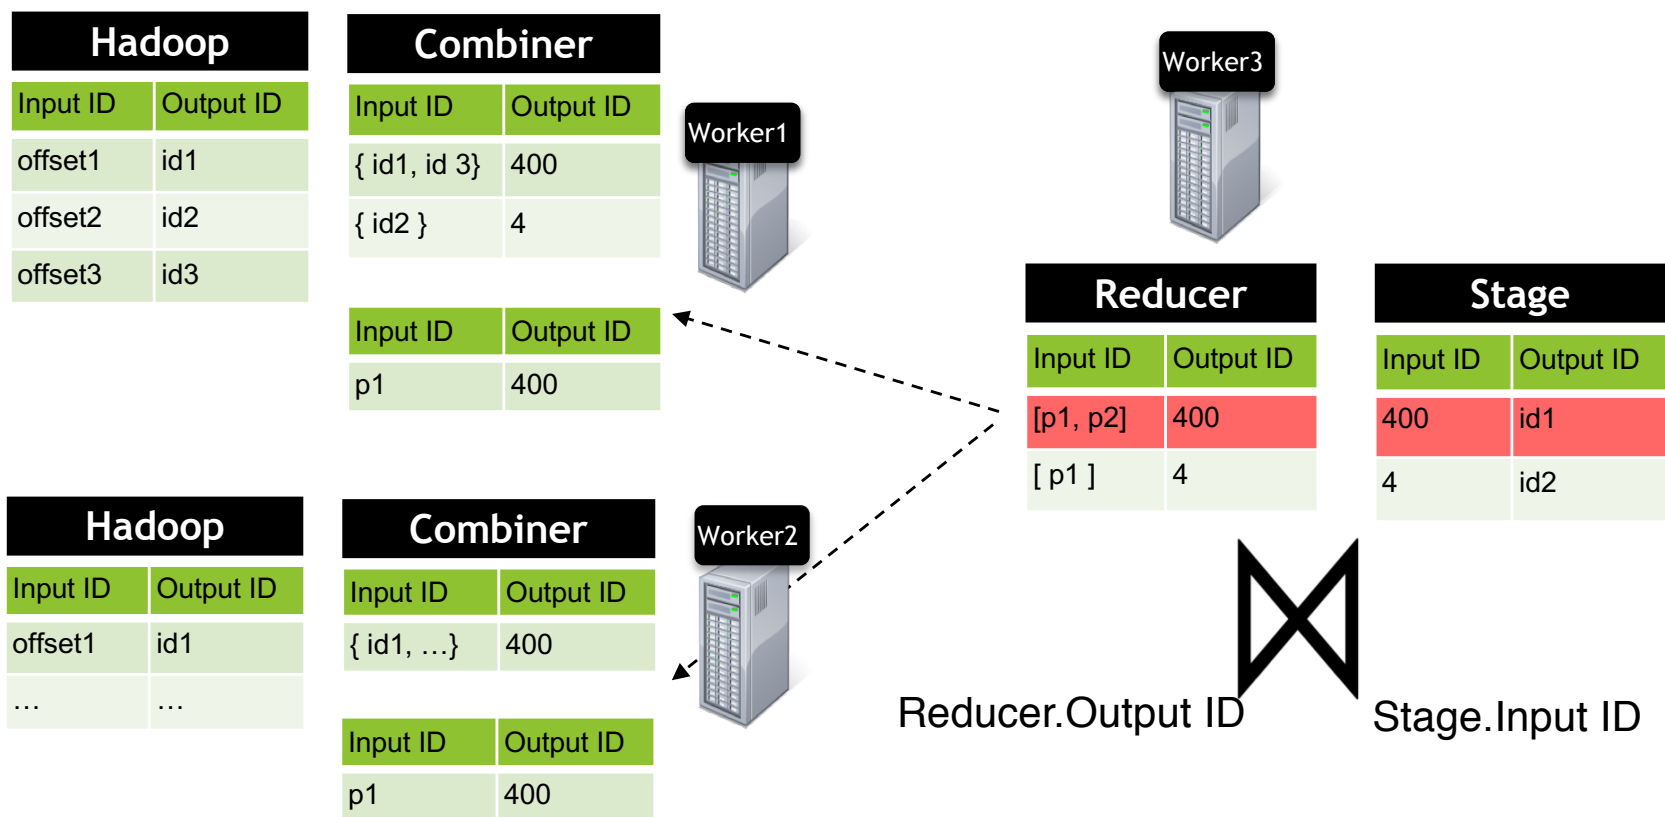 Hadoop
Input ID Output ID
offset1 id1
offset2 id2
offset3 id3
Combiner
Input ID Output ID
{ id1, id 3} 400
{ id2 } 4
Input ID Output ID
p1 400
Worker1
Worker3
Reducer
Input ID Output ID
[p1, p2] 400
[ p1 ] 4
Stage
Input ID Output ID
400 id1
4 id2
Hadoop
Input ID Output ID
offset1 id1
… …
Combiner
Input ID Output ID
{ id1, …} 400
Input ID Output ID
p1 400
Worker2
Reducer.Output ID
Stage.Input ID